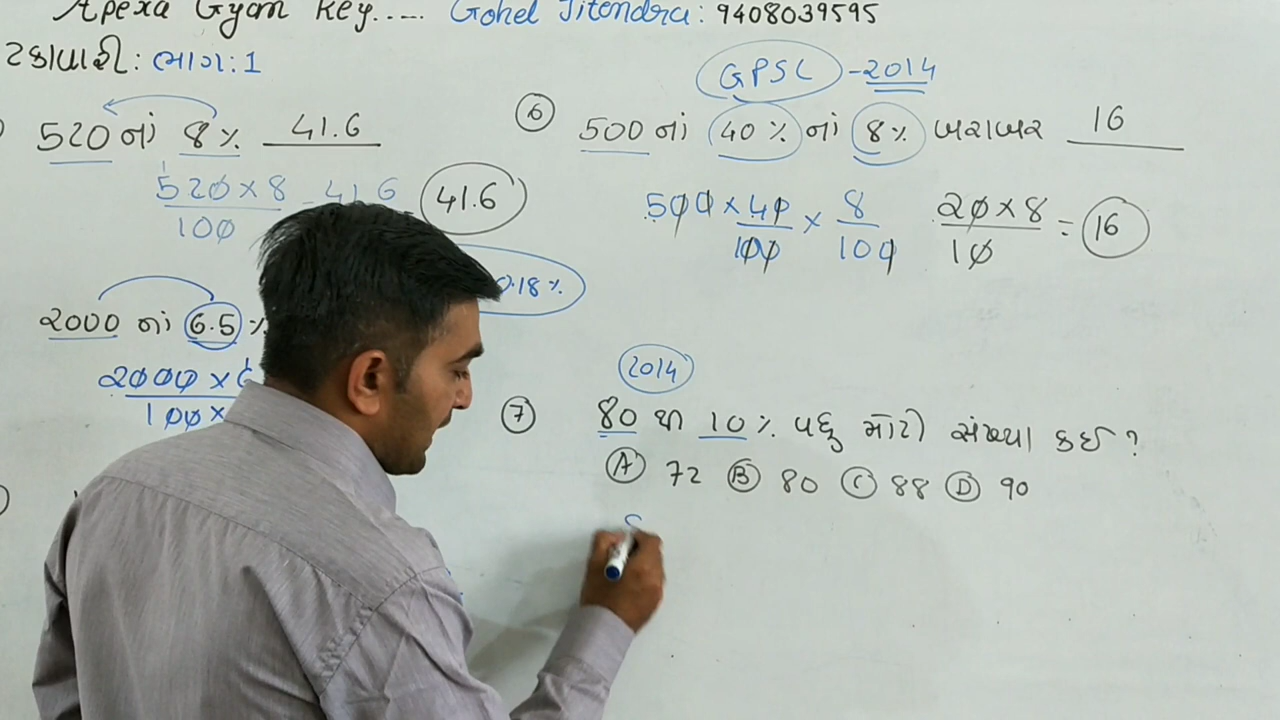 Apexa Gyan Key..... Gohel Jitendra: 9408039595
ટકાવારી: ભાગ: 1
520 નાં 8% 41.6
520 × 8
100
41.6
41.6
0.18%
2000 નાં 6.5%
2000 ×
100 ×
GPSC - 2014
6 500 નાં 40% નાં 8% બરાબર 16
500 × 40 × 8
100 100
20 × 8 = 16
10
2014
7 80 થી 10% વધુ મોટી સંખ્યા કઈ ?
A 72 B 80 C 88 D 90